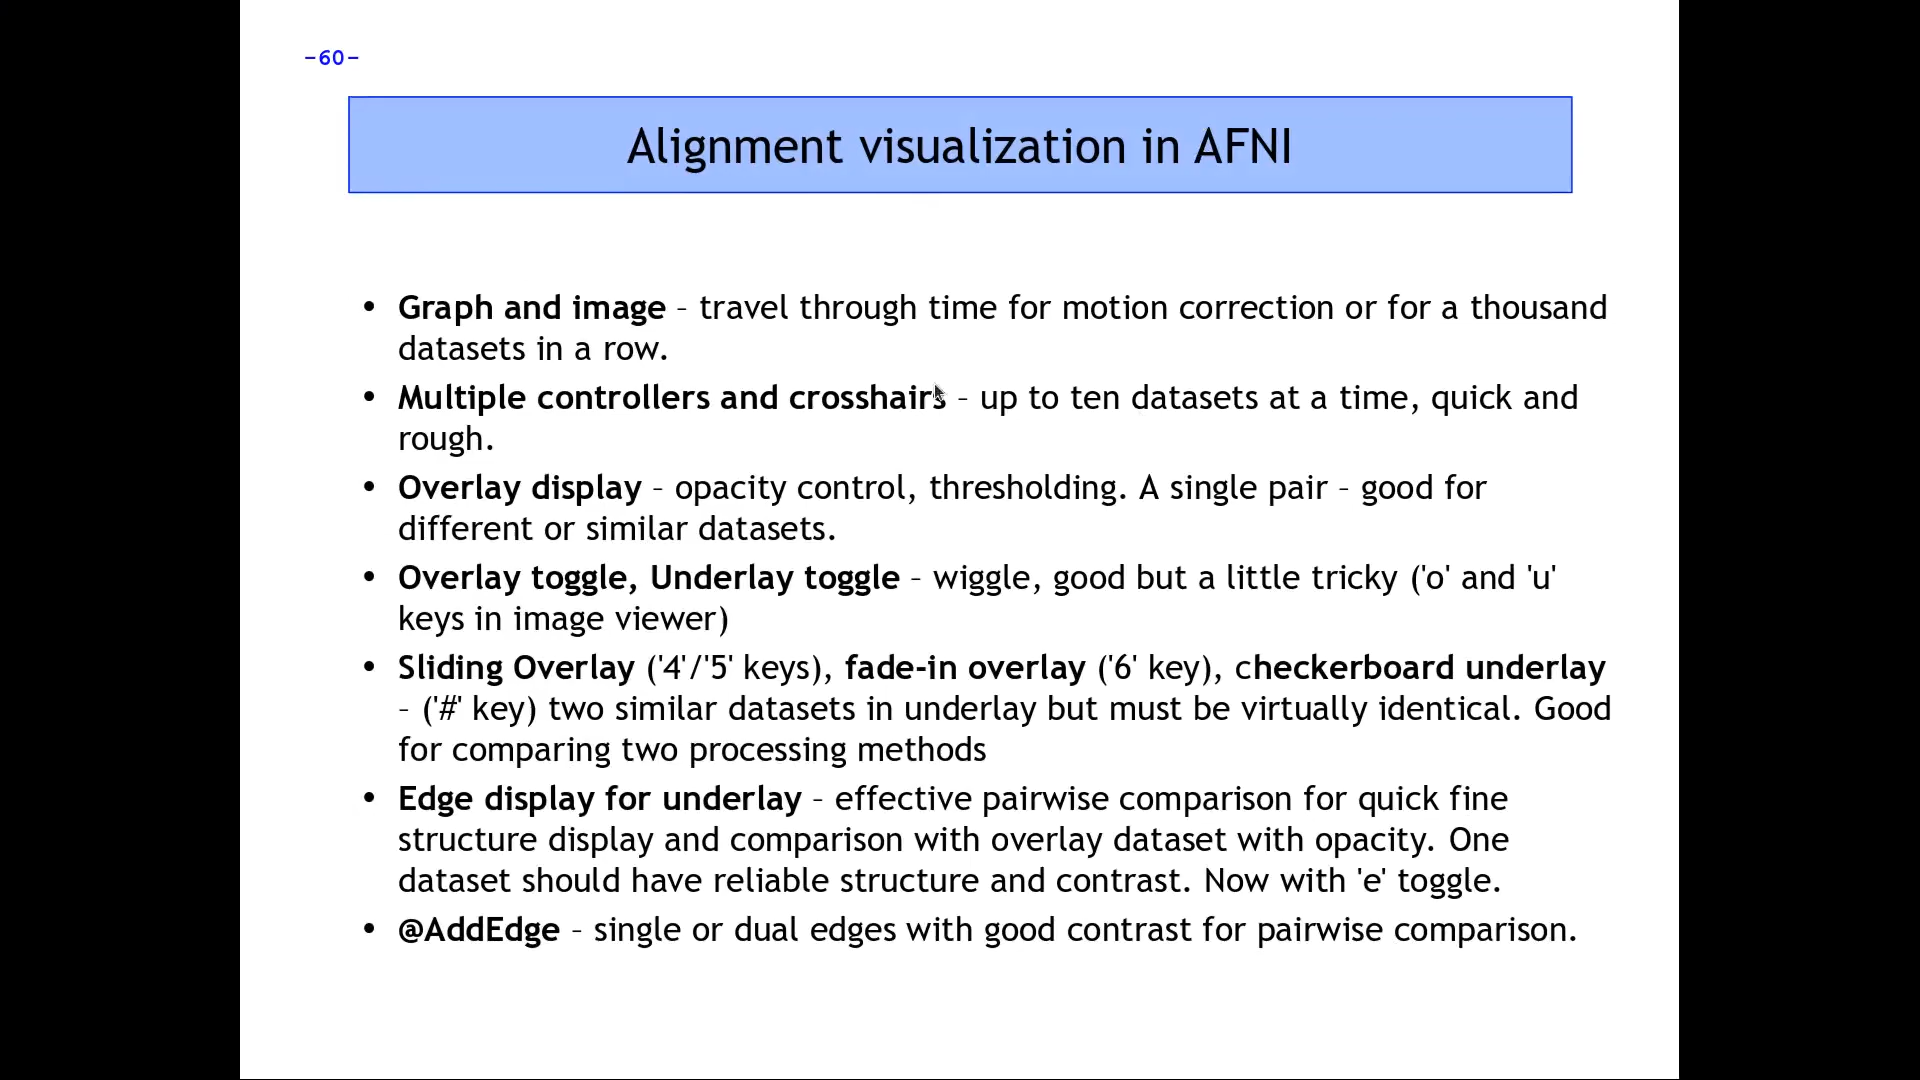 -60-
Alignment visualization in AFNI
• Graph and image – travel through time for motion correction or for a thousand
datasets in a row.
• Multiple controllers and crosshairs – up to ten datasets at a time, quick and
rough.
• Overlay display – opacity control, thresholding. A single pair – good for
different or similar datasets.
• Overlay toggle, Underlay toggle – wiggle, good but a little tricky ('o' and 'u'
keys in image viewer)
• Sliding Overlay ('4'/'5' keys), fade-in overlay ('6' key), checkerboard underlay
– ('#' key) two similar datasets in underlay but must be virtually identical. Good
for comparing two processing methods
• Edge display for underlay – effective pairwise comparison for quick fine
structure display and comparison with overlay dataset with opacity. One
dataset should have reliable structure and contrast. Now with 'e' toggle.
• @AddEdge – single or dual edges with good contrast for pairwise comparison.